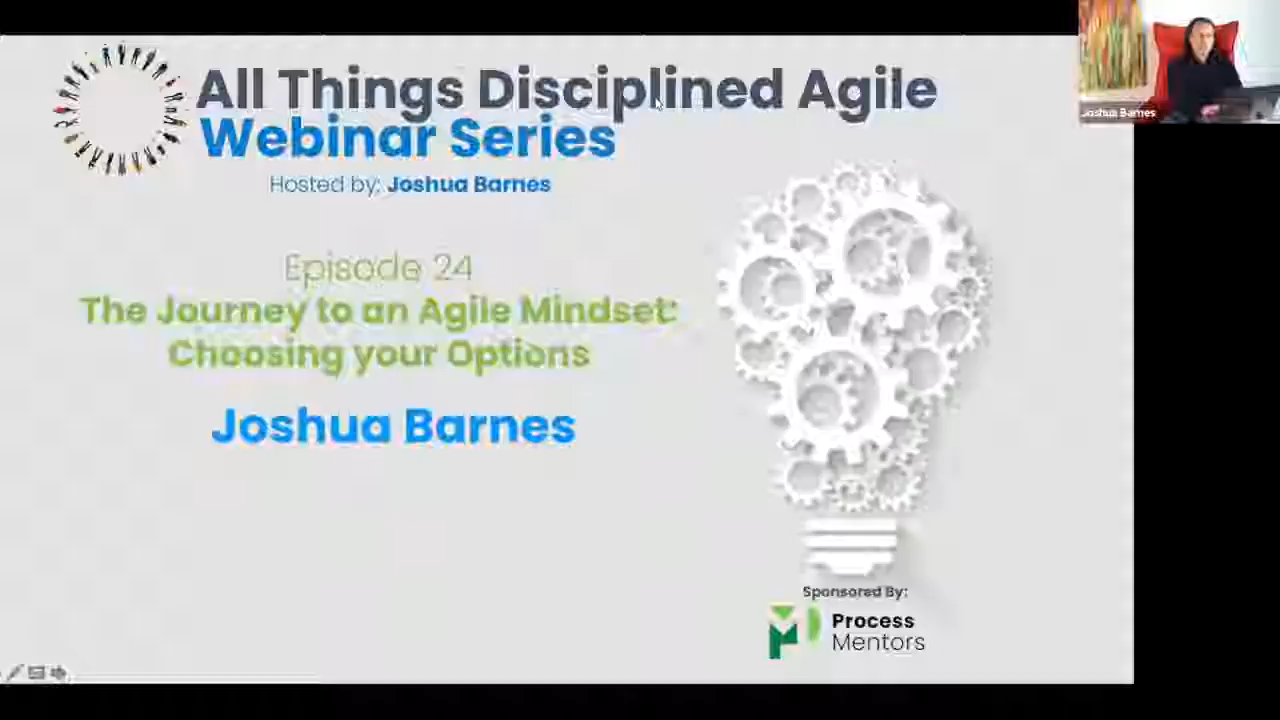 All Things Disciplined Agile
Webinar Series
Hosted by: Joshua Barnes
Episode 24
The Journey to an Agile Mindset:
Choosing your Options
Joshua Barnes
Sponsored By:
Process
Mentors
Joshua Barnes